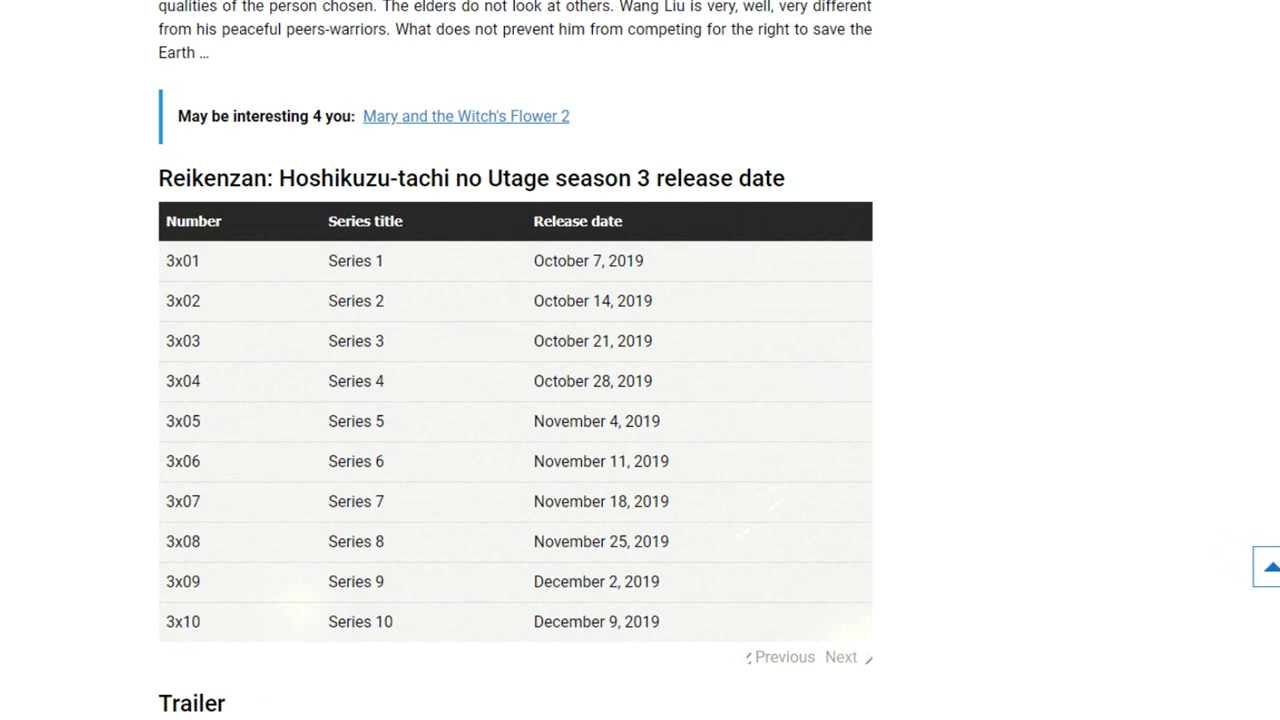 qualities of the person chosen. The elders do not look at others. Wang Liu is very, well, very different
from his peaceful peers-warriors. What does not prevent him from competing for the right to save the
Earth ...
May be interesting 4 you: Mary and the Witch's Flower 2
Reikenzan: Hoshikuzu-tachi no Utage season 3 release date
Number Series title Release date
3x01 Series 1 October 7, 2019
3x02 Series 2 October 14, 2019
3x03 Series 3 October 21, 2019
3x04 Series 4 October 28, 2019
3x05 Series 5 November 4, 2019
3x06 Series 6 November 11, 2019
3x07 Series 7 November 18, 2019
3x08 Series 8 November 25, 2019
3x09 Series 9 December 2, 2019
3x10 Series 10 December 9, 2019
Previous Next
Trailer